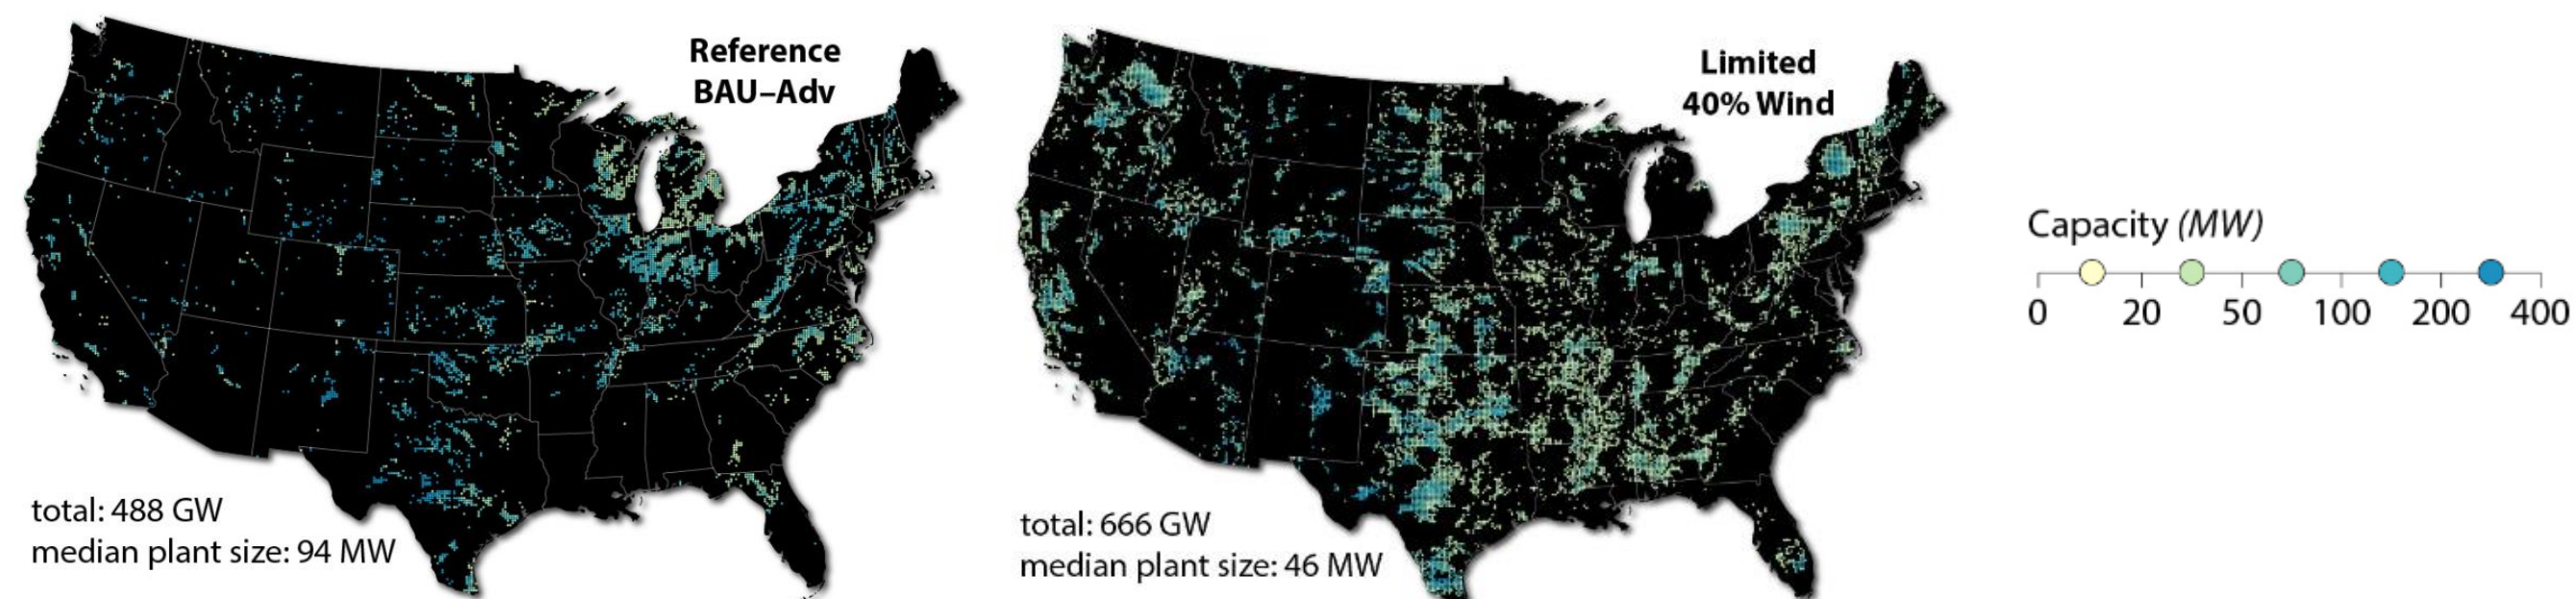 Reference
BAU–Adv
total: 488 GW
median plant size: 94 MW
Limited
40% Wind
total: 666 GW
median plant size: 46 MW
Capacity (MW)
0 20 50 100 200 400